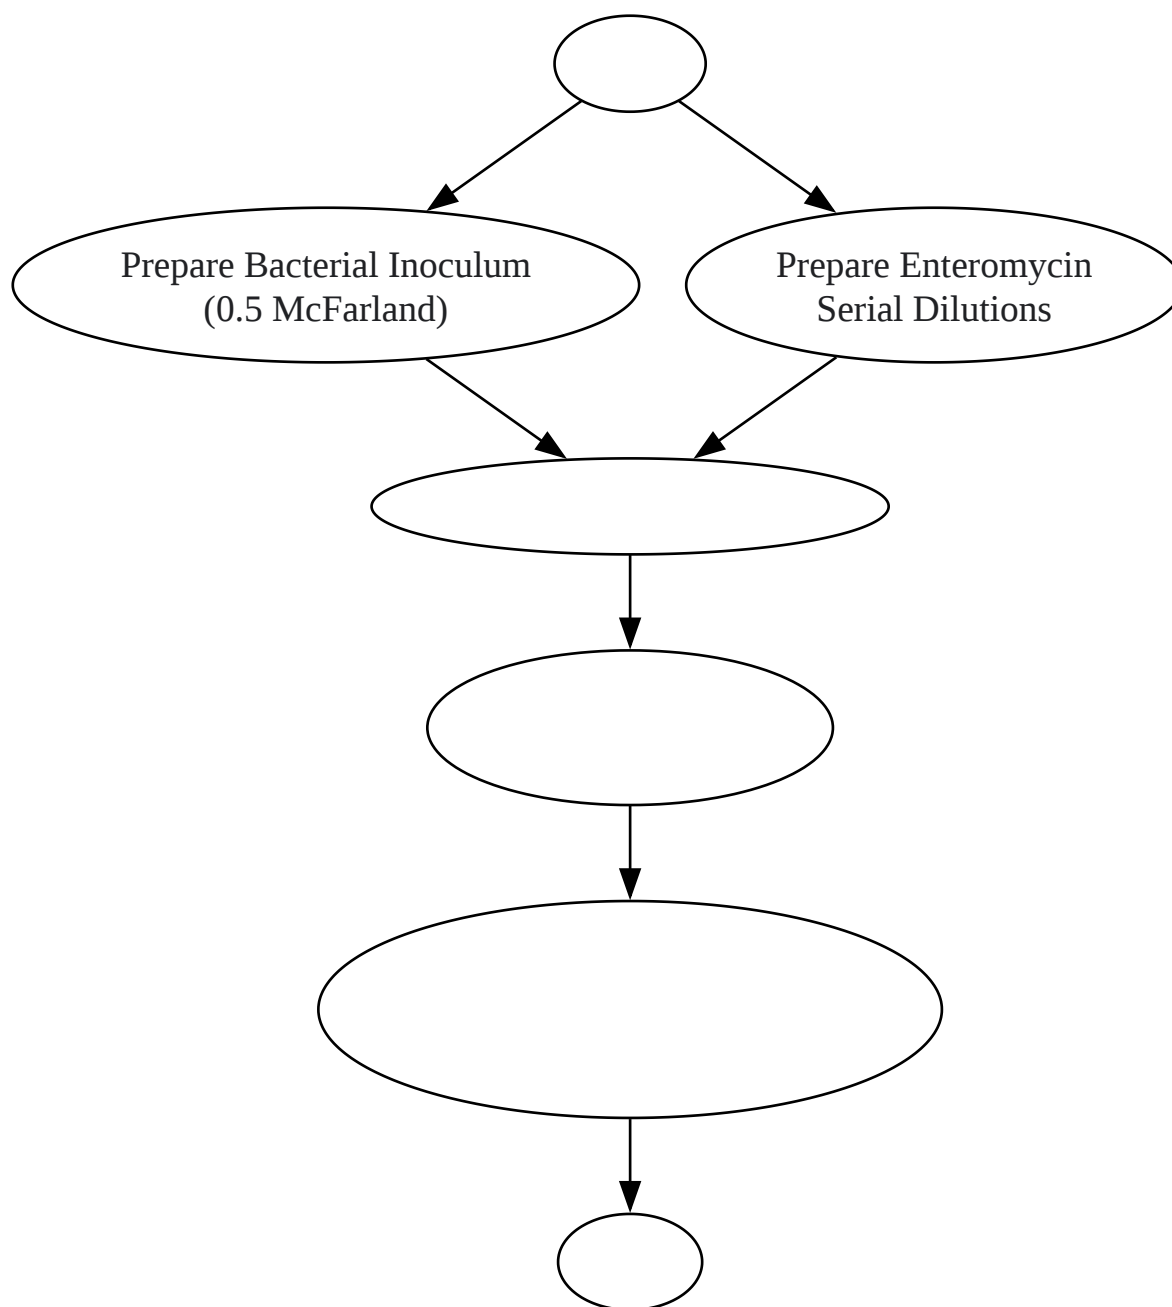 Prepare Bacterial Inoculum
(0.5 McFarland)
Prepare Enteromycin
Serial Dilutions